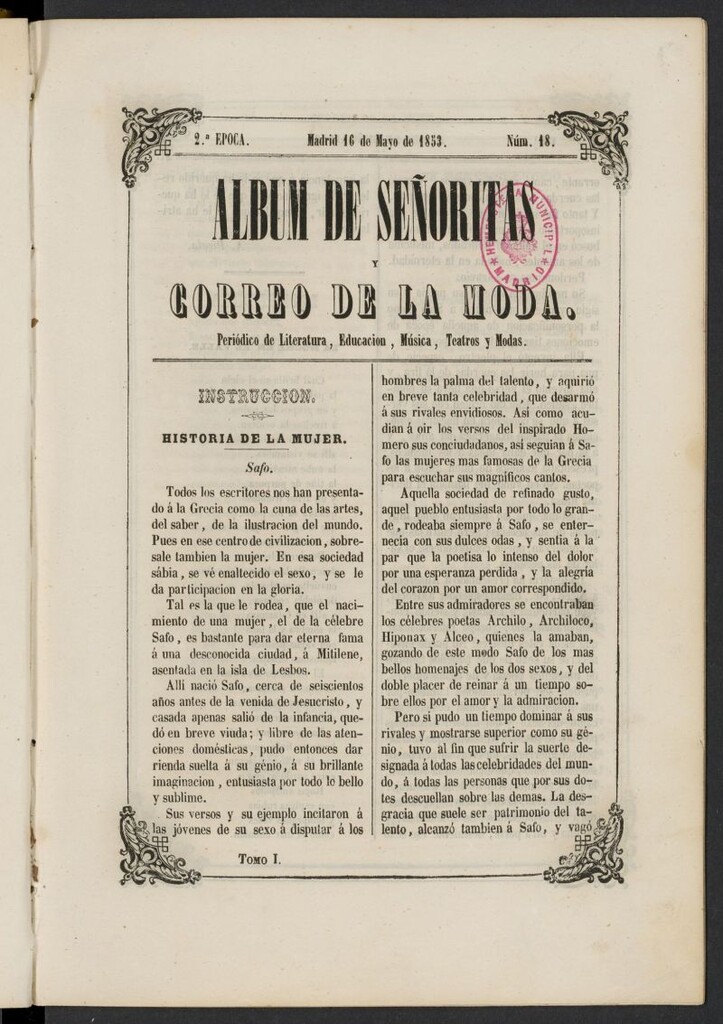 2.ª EPOCA. Madrid 16 de Mayo de 1853. Núm. 18.
ALBUM DE SEÑORITAS
Y
CORREO DE LA MODA.
Periódico de Literatura, Educacion, Música, Teatros y Modas.
HEMEROTECA MUNICIPAL
★ MADRID ★
INSTRUCCION.
HISTORIA DE LA MUJER.
Safo.
Todos los escritores nos han presenta-
do á la Grecia como la cuna de las artes,
del saber, de la ilustracion del mundo.
Pues en ese centro de civilizacion, sobre-
sale tambien la mujer. En esa sociedad
sábia, se vé enaltecido el sexo, y se le
da participacion en la gloria.
Tal es la que le rodea, que el naci-
miento de una mujer, el de la célebre
Safo, es bastante para dar eterna fama
á una desconocida ciudad, á Mitilene,
asentada en la isla de Lesbos.
Allí nació Safo, cerca de seiscientos
años antes de la venida de Jesucristo, y
casada apenas salió de la infancia, que-
dó en breve viuda; y libre de las aten-
ciones domésticas, pudo entonces dar
rienda suelta á su génio, á su brillante
imaginacion, entusiasta por todo lo bello
y sublime.
Sus versos y su ejemplo incitaron á
las jóvenes de su sexo á disputar á los
hombres la palma del talento, y aquirió
en breve tanta celebridad, que desarmó
á sus rivales envidiosos. Así como acu-
dian á oir los versos del inspirado Ho-
mero sus conciudadanos, así seguian á Sa-
fo las mujeres mas famosas de la Grecia
para escuchar sus magníficos cantos.
Aquella sociedad de refinado gusto,
aquel pueblo entusiasta por todo lo gran-
de, rodeaba siempre á Safo, se enter-
necia con sus dulces odas, y sentia á la
par que la poetisa lo intenso del dolor
por una esperanza perdida, y la alegria
del corazon por un amor correspondido.
Entre sus admiradores se encontraban
los célebres poetas Archilo, Archiloco,
Hiponax y Alceo, quienes la amaban,
gozando de este modo Safo de los mas
bellos homenajes de los dos sexos, y del
doble placer de reinar á un tiempo so-
bre ellos por el amor y la admiracion.
Pero si pudo un tiempo dominar á sus
rivales y mostrarse superior como su gé-
nio, tuvo al fin que sufrir la suerte de-
signada á todas las celebridades del mun-
do, á todas las personas que por sus do-
tes descuellan sobre las demas. La des-
gracia que suele ser patrimonio del ta-
lento, alcanzó tambien á Safo, y vagó
TOMO I.